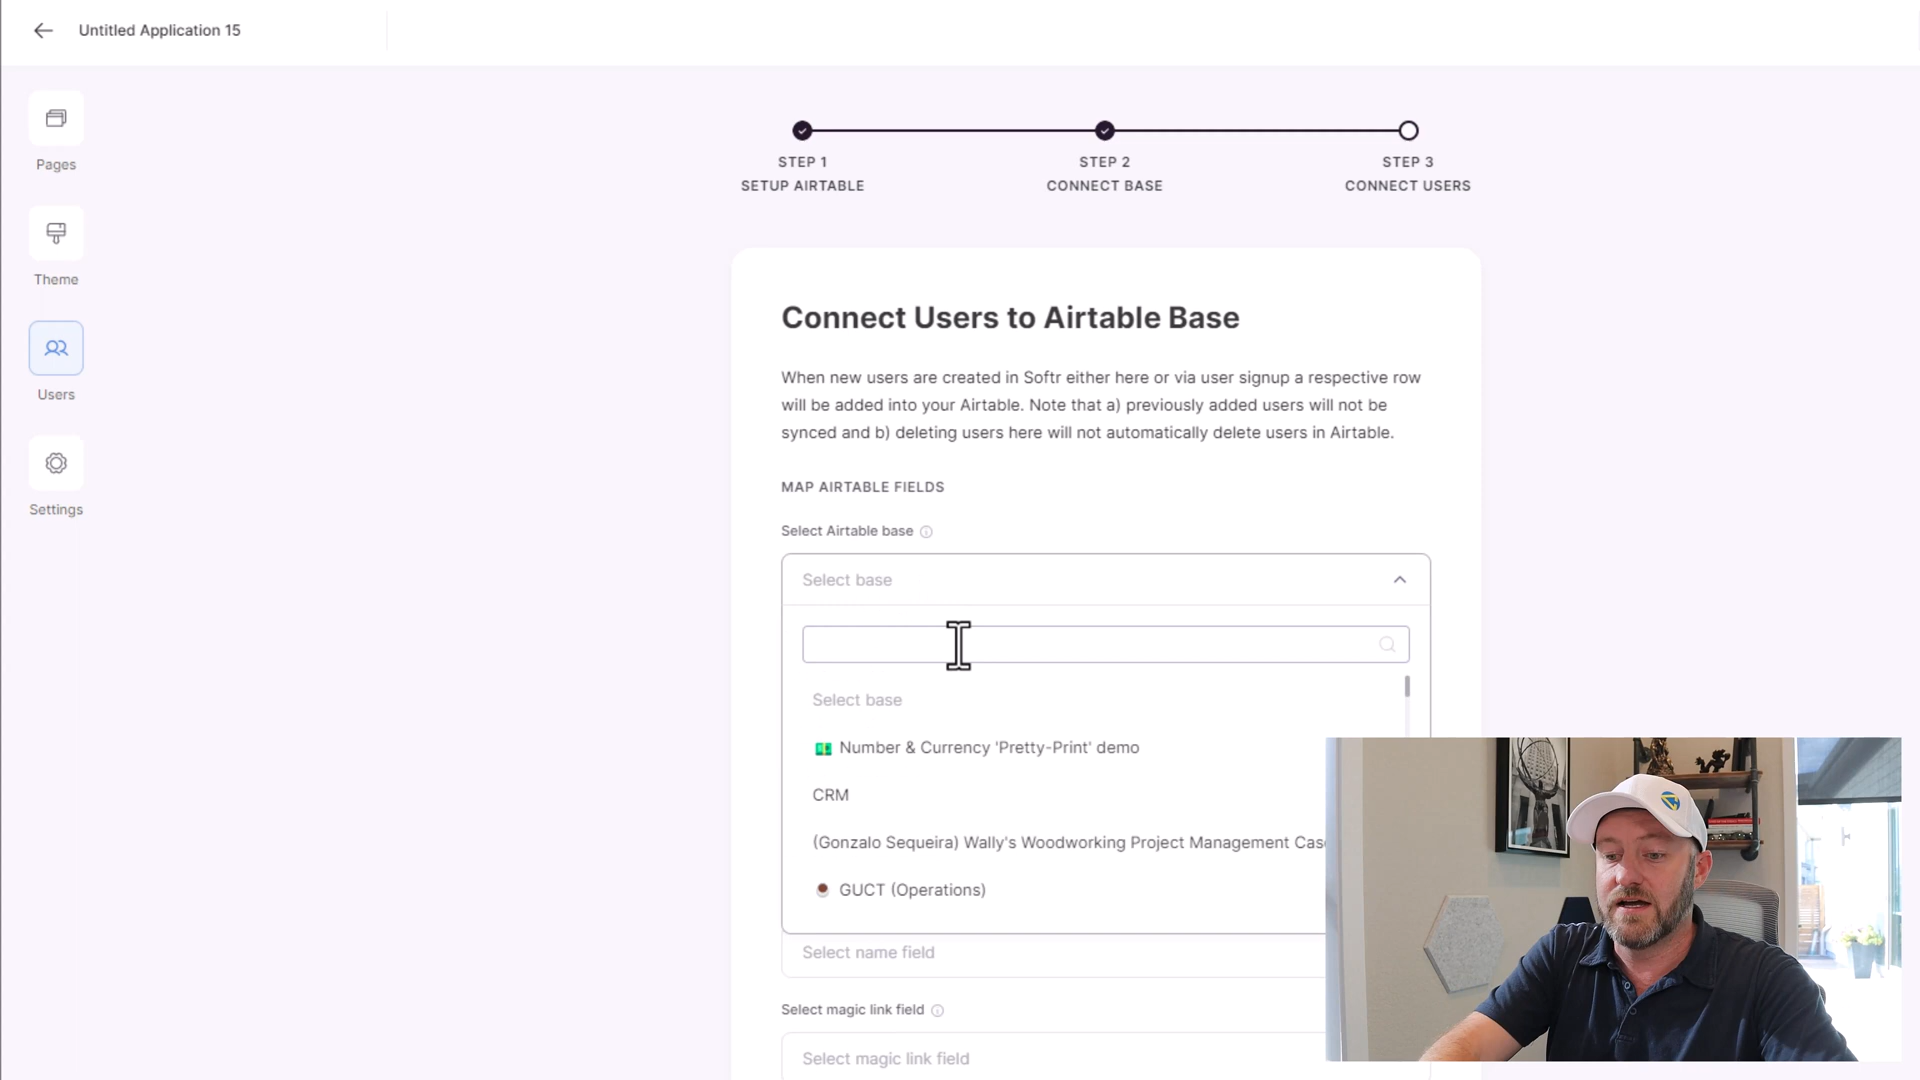 Untitled Application 15
Pages
Theme
Users
Settings
STEP 1
SETUP AIRTABLE
STEP 2
CONNECT BASE
STEP 3
CONNECT USERS
Connect Users to Airtable Base
When new users are created in Softr either here or via user signup a respective row
will be added into your Airtable. Note that a) previously added users will not be
synced and b) deleting users here will not automatically delete users in Airtable.
MAP AIRTABLE FIELDS
Select Airtable base
Select base
Select base
Number & Currency 'Pretty-Print' demo
CRM
(Gonzalo Sequeira) Wally's Woodworking Project Management Cas
GUCT (Operations)
Select name field
Select magic link field
Select magic link field